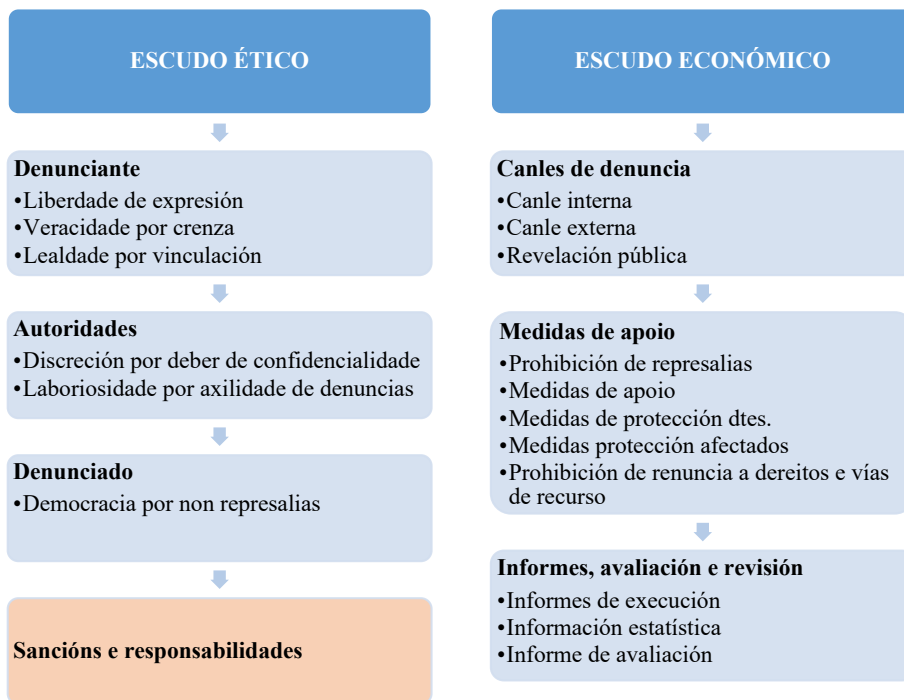 ESCUDO ÉTICO
Denunciante
•Liberdade de expresión
•Veracidade por crenza
•Lealdade por vinculación
Autoridades
•Discreción por deber de confidencialidade
•Laboriosidade por axilidade de denuncias
Denunciado
•Democracia por non represalias
Sancións e responsabilidades
ESCUDO ECONÓMICO
Canles de denuncia
•Canle interna
•Canle externa
•Revelación pública
Medidas de apoio
•Prohibición de represalias
•Medidas de apoio
•Medidas de protección dtes.
•Medidas protección afectados
•Prohibición de renuncia a dereitos e vías
de recurso
Informes, avaliación e revisión
•Informes de execución
•Información estatística
•Informe de avaliación